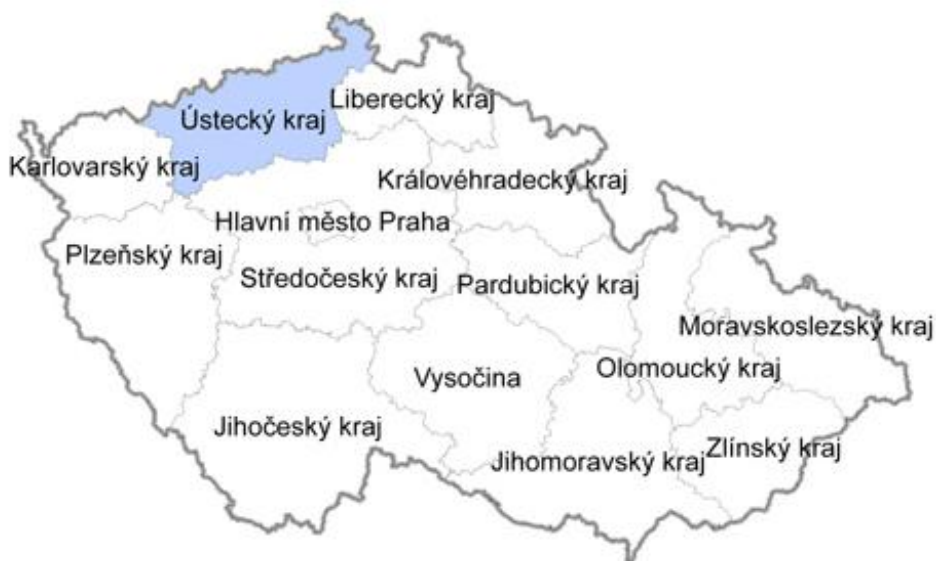 Liberecký kraj
Ústecký kraj
Karlovarský kraj
Královéhradecký kraj
Hlavní město Praha
Plzeňský kraj
Středočeský kraj
Pardubický kraj
Moravskoslezský kraj
Olomoucký kraj
Vysočina
Jihočeský kraj
Zlínský kraj
Jihomoravský kraj